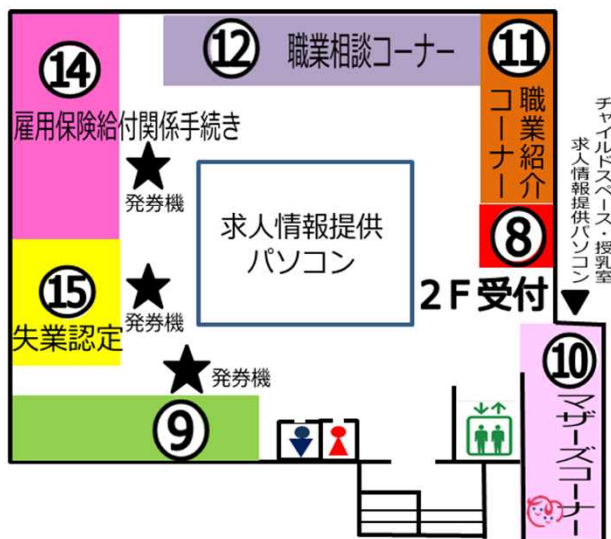 ⑭
雇用保険給付関係手続き
⑫ 職業相談コーナー
⑪
職業紹介
コーナー
チャイルドスペース・授乳室
求人情報提供パソコン
発券機
求人情報提供
パソコン
⑧
2F受付
⑮
失業認定
発券機
発券機
⑨
⑩
マザーズコーナー